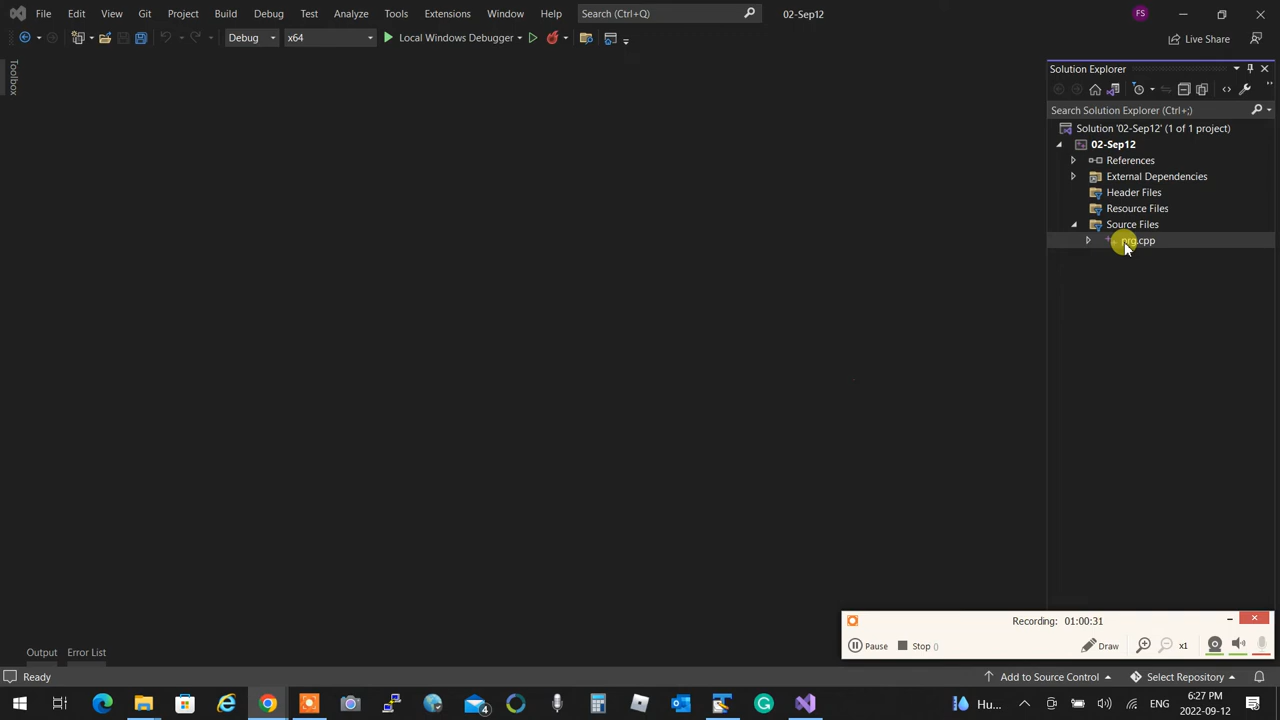 File Edit View Git Project Build Debug Test Analyze Tools Extensions Window Help Search (Ctrl+Q) 02-Sep12 FS
Debug x64 Local Windows Debugger Live Share
Toolbox
Solution Explorer
Search Solution Explorer (Ctrl+;)
Solution '02-Sep12' (1 of 1 project)
02-Sep12
References
External Dependencies
Header Files
Resource Files
Source Files
prg.cpp
Recording: 01:00:31
Pause Stop () Draw x1
Output Error List
Ready Add to Source Control Select Repository
4 Hu... ENG 6:27 PM
2022-09-12